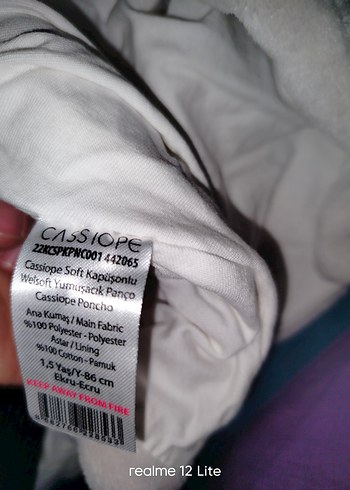 CASSIOPE
22KCSPKPNC001 442065
Cassiope Soft Kapüşonlu
Welsoft Yumuşacık Panço
Cassiope Poncho
Ana Kumaş / Main Fabric
%100 Polyester - Polyester
Astar / Lining
%100 Cotton - Pamuk
1,5 Yaş/Y-86 cm
Ekru-Ecru
KEEP AWAY FROM FIRE
realme 12 Lite